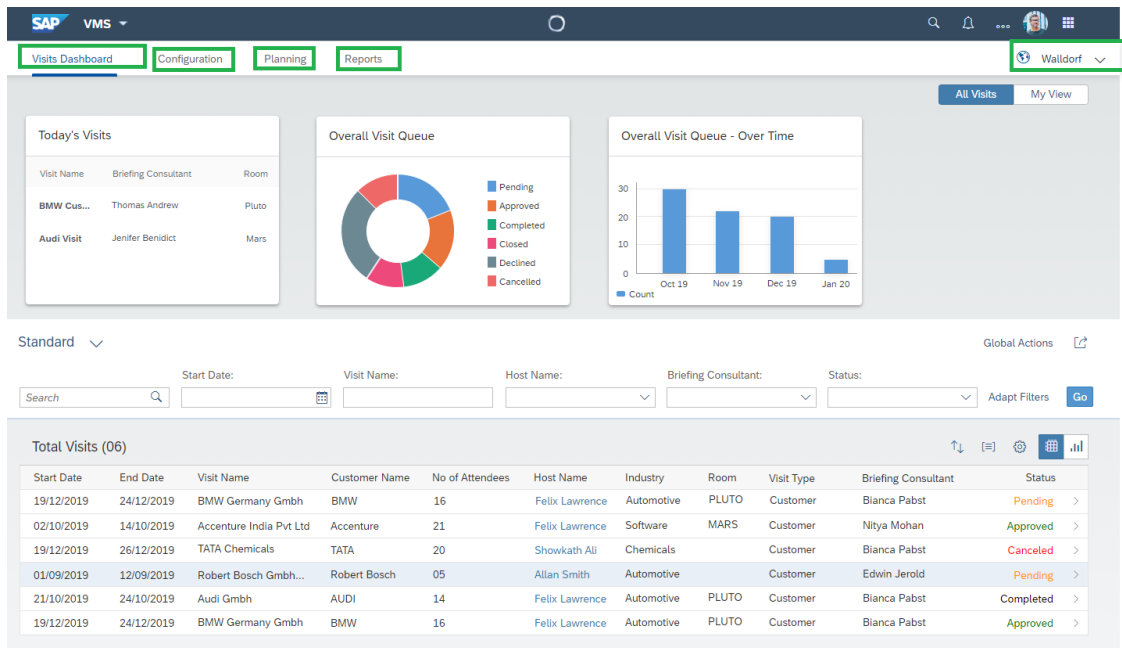 SAP VMS
Visits Dashboard Configuration Planning Reports Walldorf
All Visits My View
Today's Visits
Visit Name Briefing Consultant Room
BMW Cus... Thomas Andrew Pluto
Audi Visit Jenifer Benidict Mars
Overall Visit Queue
Pending
Approved
Completed
Closed
Declined
Cancelled
Overall Visit Queue - Over Time
30
20
10
0
Oct 19 Nov 19 Dec 19 Jan 20
Count
Standard Global Actions
Start Date: Visit Name: Host Name: Briefing Consultant: Status:
Search Adapt Filters Go
Total Visits (06)
Start Date End Date Visit Name Customer Name No of Attendees Host Name Industry Room Visit Type Briefing Consultant Status
19/12/2019 24/12/2019 BMW Germany Gmbh BMW 16 Felix Lawrence Automotive PLUTO Customer Bianca Pabst Pending
02/10/2019 14/10/2019 Accenture India Pvt Ltd Accenture 21 Felix Lawrence Software MARS Customer Nitya Mohan Approved
19/12/2019 26/12/2019 TATA Chemicals TATA 20 Showkath Ali Chemicals Customer Bianca Pabst Canceled
01/09/2019 12/09/2019 Robert Bosch Gmbh... Robert Bosch 05 Allan Smith Automotive Customer Edwin Jerold Pending
21/10/2019 24/10/2019 Audi Gmbh AUDI 14 Felix Lawrence Automotive PLUTO Customer Bianca Pabst Completed
19/12/2019 24/12/2019 BMW Germany Gmbh BMW 16 Felix Lawrence Automotive PLUTO Customer Bianca Pabst Approved